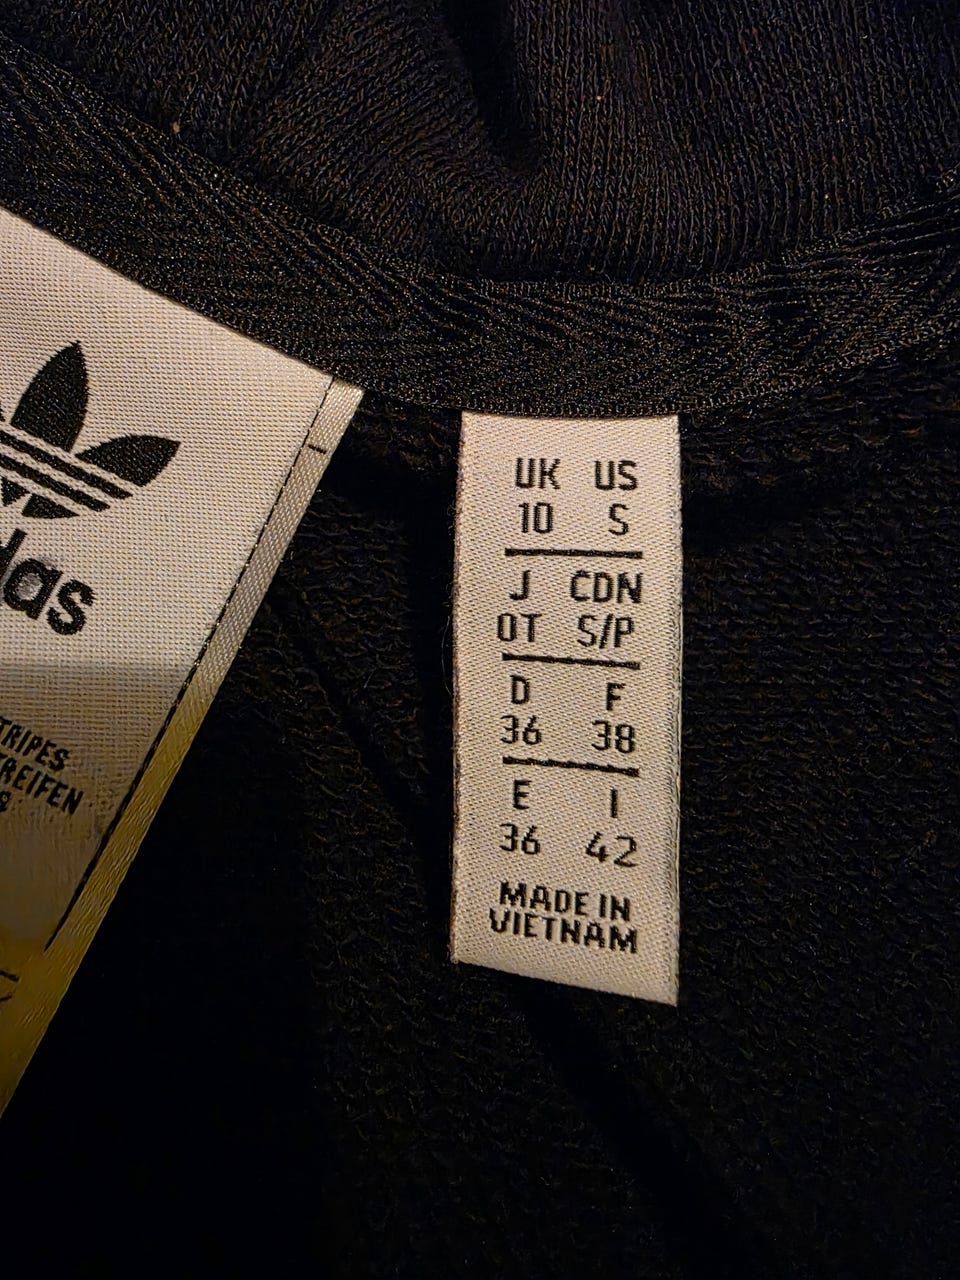 das
TRIPES
REIFEN
S
UK US
10 S
J CDN
OT S/P
D F
36 38
E I
36 42
MADE IN
VIETNAM